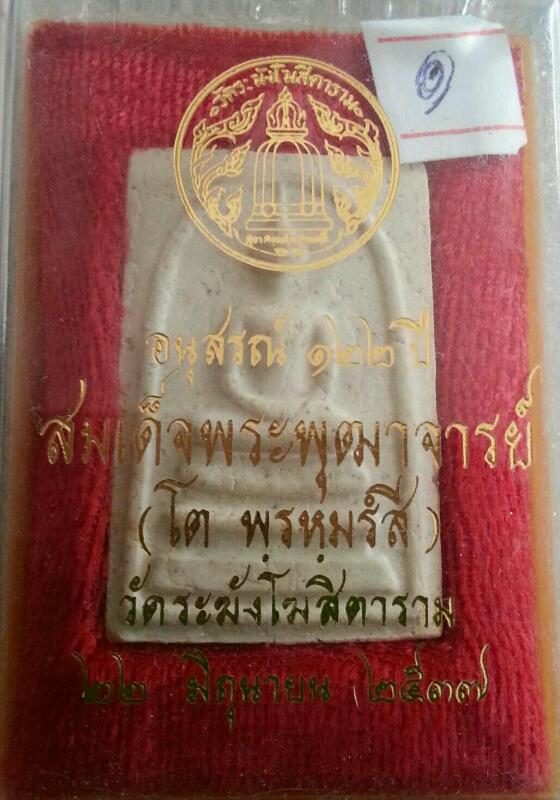 วัดระฆังโฆสิตาราม
๑
อนุสรณ์ ๑๒๒ ปี
สมเด็จพระพุฒาจารย์
(โต พฺรหฺมรํสี)
วัดระฆังโฆสิตาราม
๒๒ มิถุนายน ๒๕๓๗